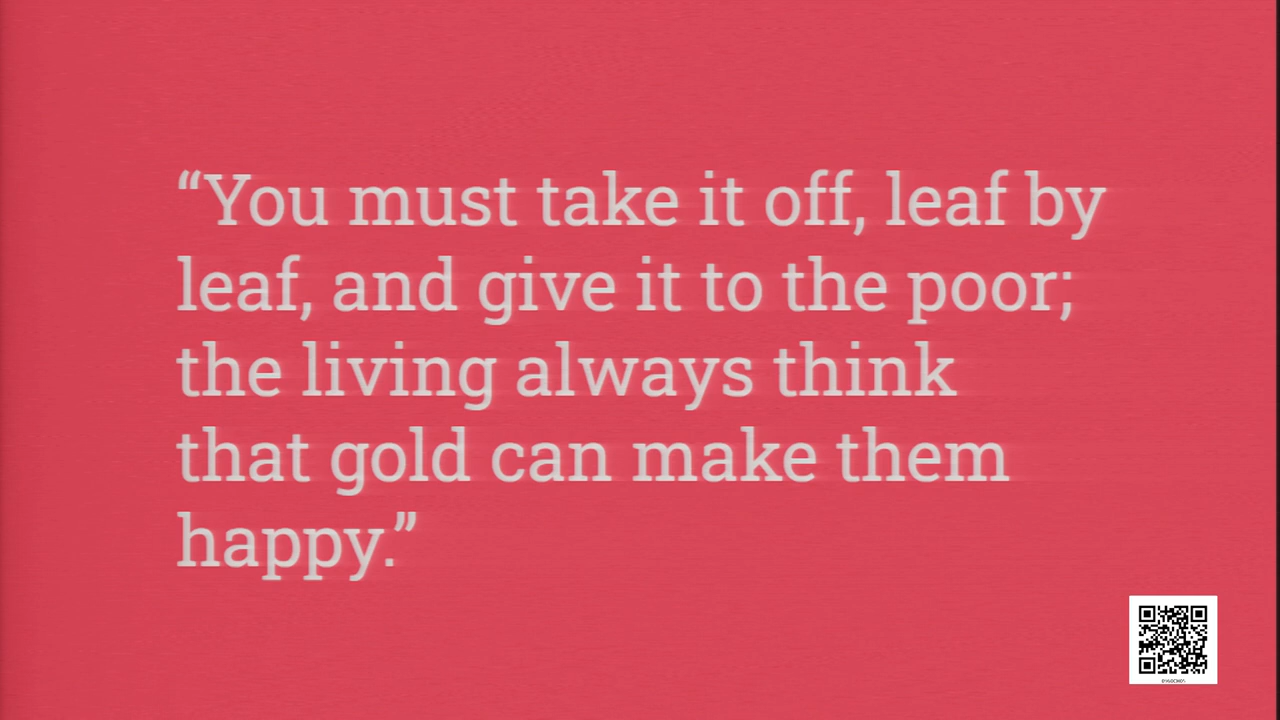 “You must take it off, leaf by
leaf, and give it to the poor;
the living always think
that gold can make them
happy.”